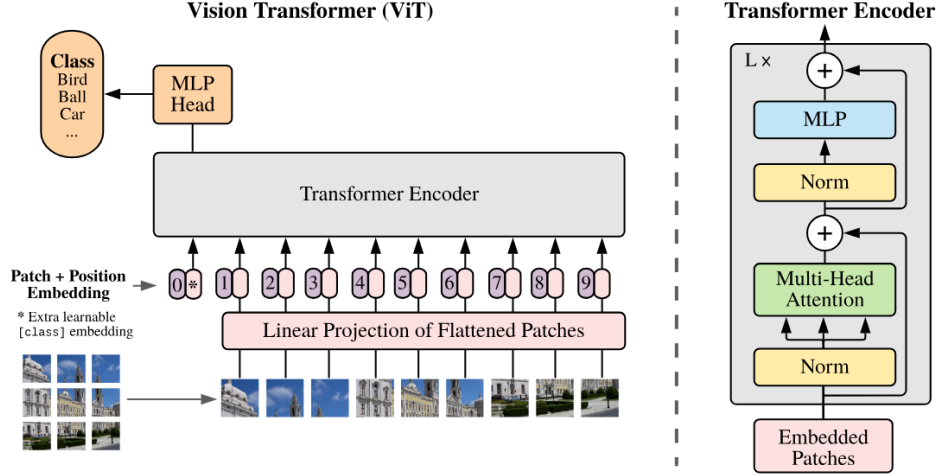 Vision Transformer (ViT)
Class
Bird
Ball
Car
...
MLP
Head
Transformer Encoder
Patch + Position
Embedding
0 * 1 2 3 4 5 6 7 8 9
* Extra learnable
[class] embedding
Linear Projection of Flattened Patches
Transformer Encoder
L ×
+
MLP
Norm
+
Multi-Head
Attention
Norm
Embedded
Patches